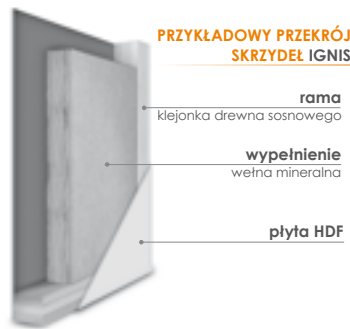 PRZYKŁADOWY PRZEKRÓJ
SKRZYDEŁ IGNIS
rama
klejonka drewna sosnowego
wypełnienie
wełna mineralna
płyta HDF